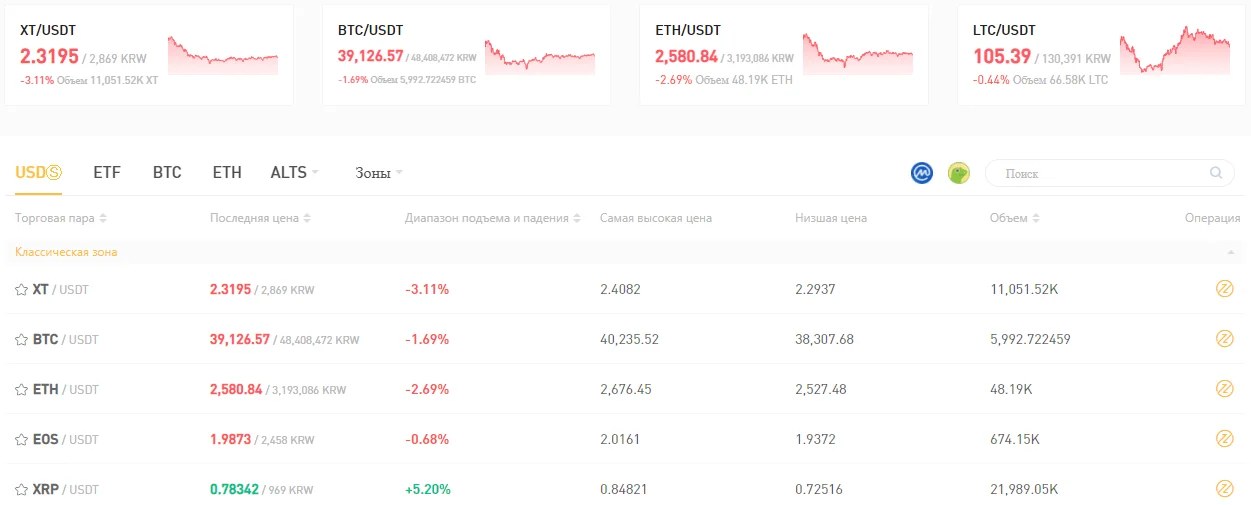 XT/USDT
2.3195 / 2,869 KRW
-3.11% Объем 11,051.52K XT
BTC/USDT
39,126.57 / 48,408,472 KRW
-1.69% Объем 5,992.722459 BTC
ETH/USDT
2,580.84 / 3,193,086 KRW
-2.69% Объем 48.19K ETH
LTC/USDT
105.39 / 130,391 KRW
-0.44% Объем 66.58K LTC
USDⓈ ETF BTC ETH ALTS Зоны Поиск
Торговая пара Последняя цена Диапазон подъема и падения Самая высокая цена Низшая цена Объем Операция
Классическая зона
XT / USDT 2.3195 / 2,869 KRW -3.11% 2.4082 2.2937 11,051.52K
BTC / USDT 39,126.57 / 48,408,472 KRW -1.69% 40,235.52 38,307.68 5,992.722459
ETH / USDT 2,580.84 / 3,193,086 KRW -2.69% 2,676.45 2,527.48 48.19K
EOS / USDT 1.9873 / 2,458 KRW -0.68% 2.0161 1.9372 674.15K
XRP / USDT 0.78342 / 969 KRW +5.20% 0.84821 0.72516 21,989.05K